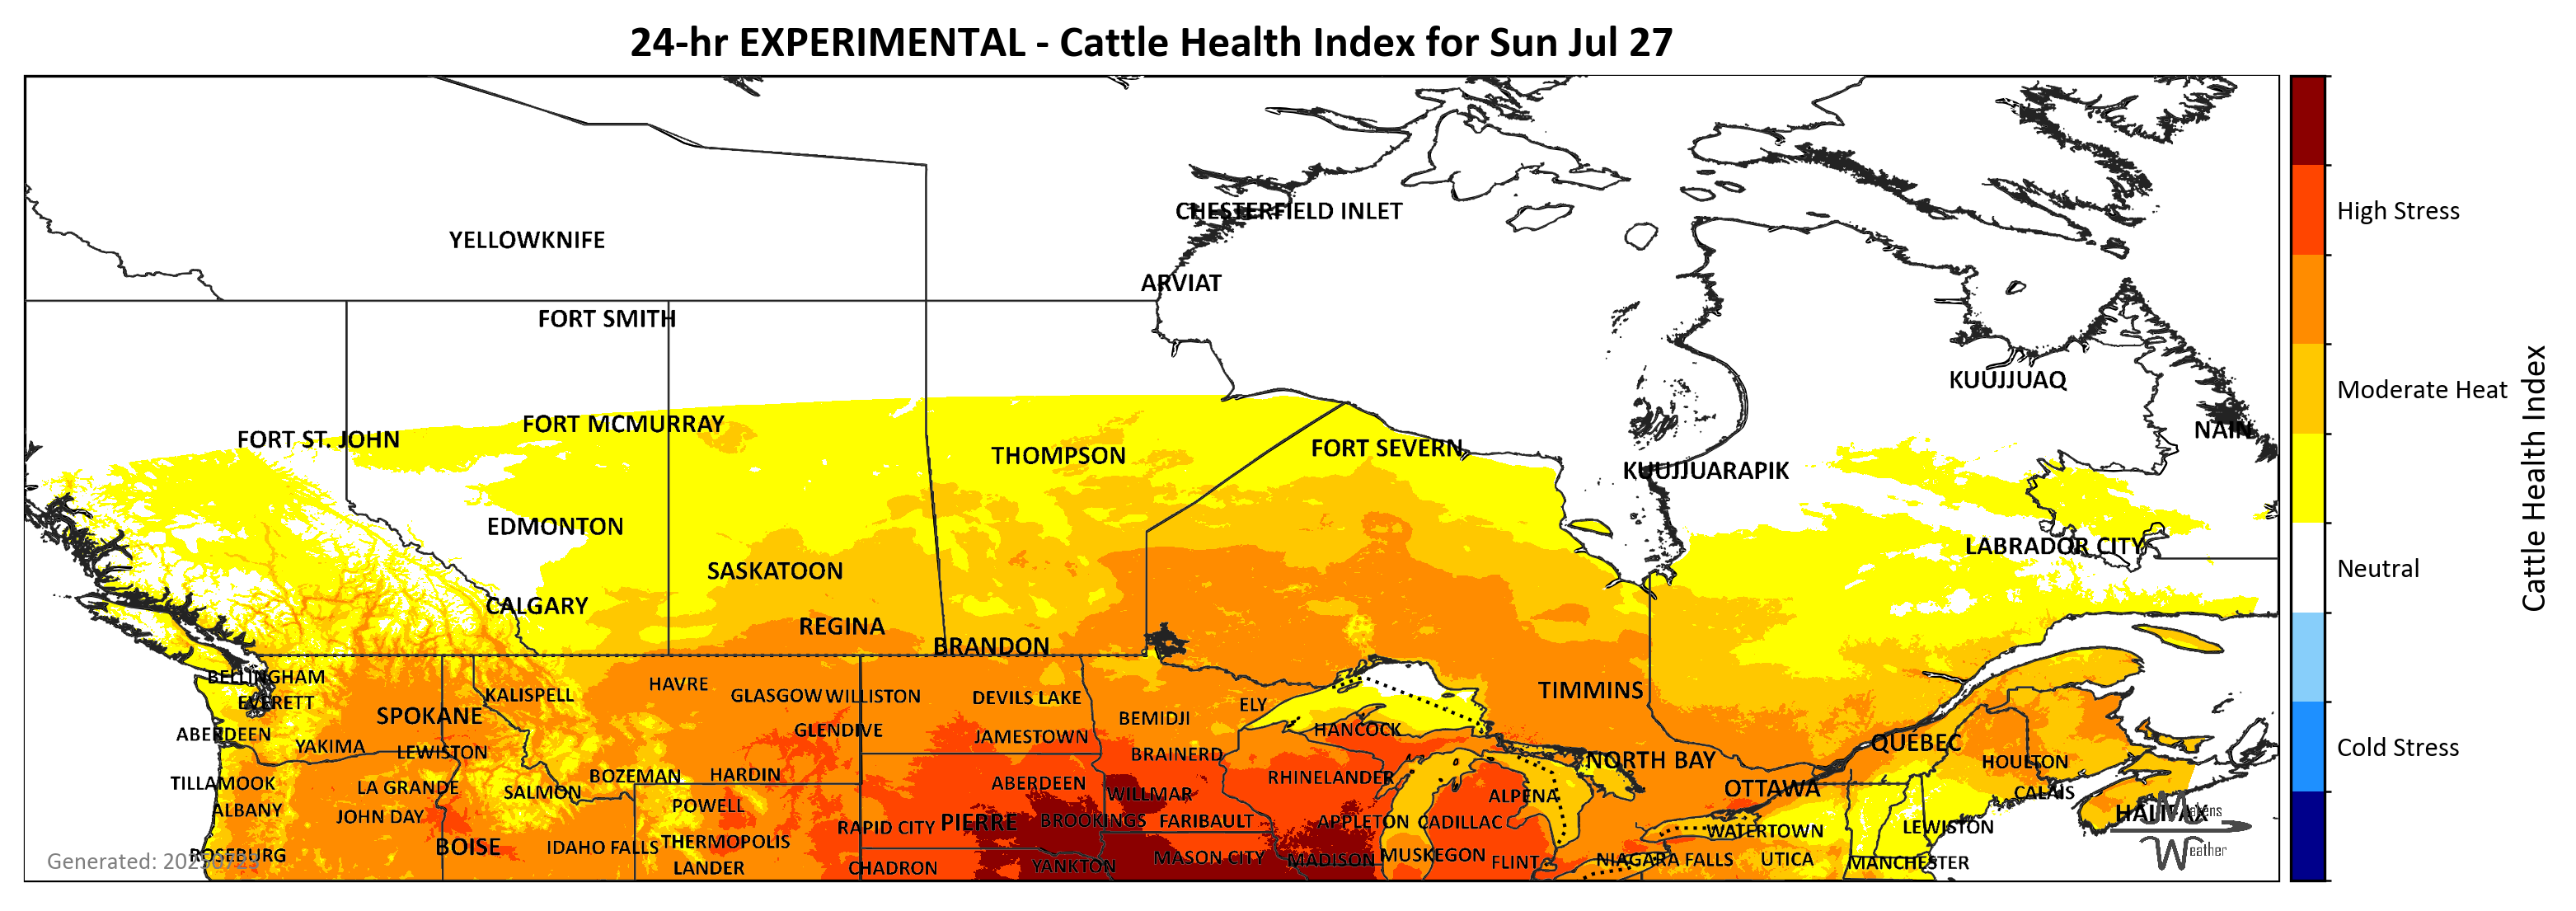 24-hr EXPERIMENTAL - Cattle Health Index for Sun Jul 27
CHESTERFIELD INLET
YELLOWKNIFE
High Stress
ARVIAT
FORT SMITH
KUUJJUAQ
Moderate Heat
FORT MCMURRAY
NAIN
FORT ST. JOHN
FORT SEVERN
THOMPSON
KUUJJUARAPIK
Cattle Health Index
EDMONTON
LABRADOR CITY
SASKATOON
Neutral
CALGARY
REGINA
BRANDON
BELLINGHAM
HAVRE
KALISPELL
GLASGOW
WILLISTON
DEVILS LAKE
TIMMINS
EVERETT
ELY
SPOKANE
BEMIDJI
GLENDIVE
HANCOCK
ABERDEEN
JAMESTOWN
QUEBEC
YAKIMA
LEWISTON
BRAINERD
Cold Stress
NORTH BAY
HOULTON
BOZEMAN
HARDIN
RHINELANDER
TILLAMOOK
LA GRANDE
ABERDEEN
OTTAWA
SALMON
WILLMAR
ALPENA
CALAIS
POWELL
ALBANY
JOHN DAY
HALIFAX
Makens
RAPID CITY
PIERRE
BROOKINGS
FARIBAULT
APPLETON
CADILLAC
WATERTOWN
LEWISTON
BOISE
IDAHO FALLS
THERMOPOLIS
Weather
ROSEBURG
MASON CITY
MADISON
MUSKEGON
FLINT
NIAGARA FALLS
UTICA
MANCHESTER
Generated:
LANDER
CHADRON
YANKTON